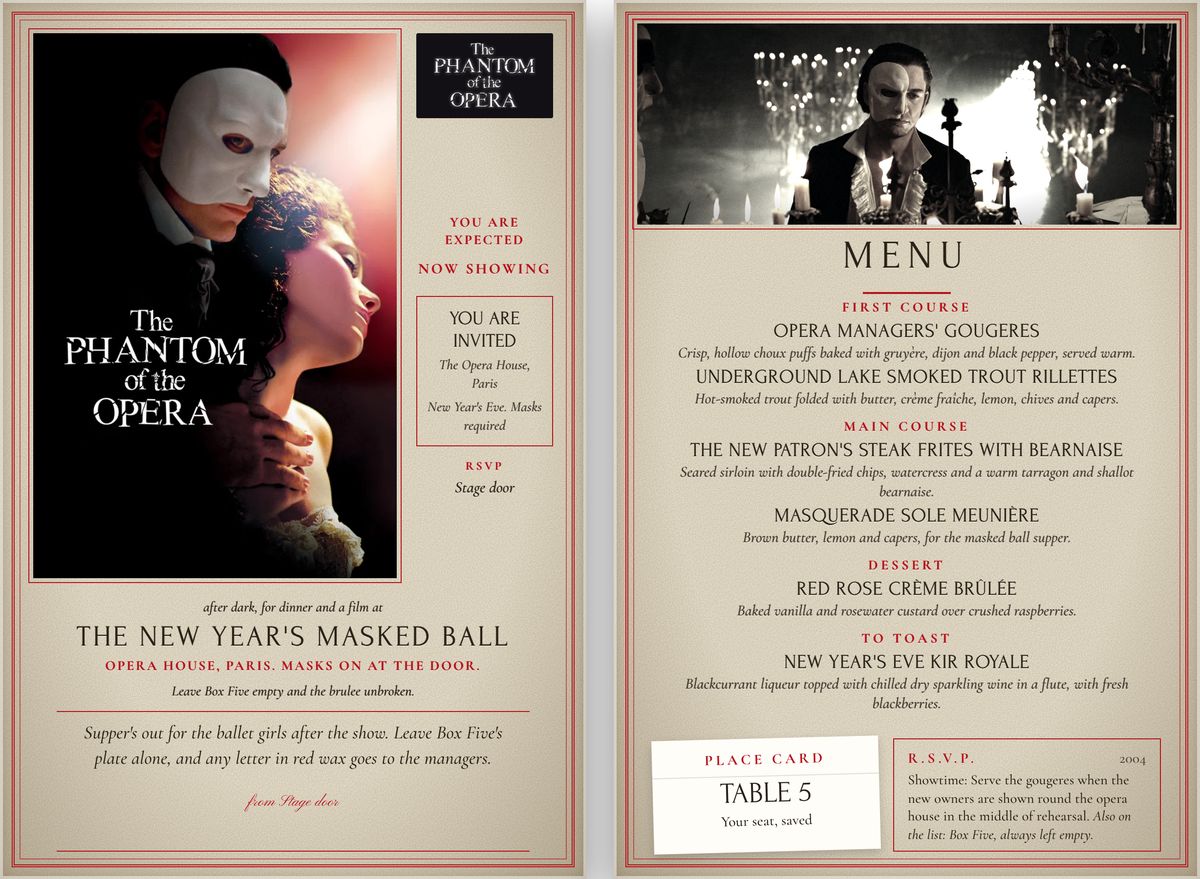 The
PHANTOM
of the
OPERA
The
PHANTOM
of the
OPERA
YOU ARE
EXPECTED
NOW SHOWING
YOU ARE
INVITED
The Opera House,
Paris
New Year's Eve. Masks
required
RSVP
Stage door
after dark, for dinner and a film at
THE NEW YEAR'S MASKED BALL
OPERA HOUSE, PARIS. MASKS ON AT THE DOOR.
Leave Box Five empty and the brulee unbroken.
Supper's out for the ballet girls after the show. Leave Box Five's
plate alone, and any letter in red wax goes to the managers.
from Stage door
MENU
FIRST COURSE
OPERA MANAGERS' GOUGERES
Crisp, hollow choux puffs baked with gruyère, dijon and black pepper, served warm.
UNDERGROUND LAKE SMOKED TROUT RILLETTES
Hot-smoked trout folded with butter, crème fraîche, lemon, chives and capers.
MAIN COURSE
THE NEW PATRON'S STEAK FRITES WITH BEARNAISE
Seared sirloin with double-fried chips, watercress and a warm tarragon and shallot
bearnaise.
MASQUERADE SOLE MEUNIÈRE
Brown butter, lemon and capers, for the masked ball supper.
DESSERT
RED ROSE CRÈME BRÛLÉE
Baked vanilla and rosewater custard over crushed raspberries.
TO TOAST
NEW YEAR'S EVE KIR ROYALE
Blackcurrant liqueur topped with chilled dry sparkling wine in a flute, with fresh
blackberries.
PLACE CARD
TABLE 5
Your seat, saved
R.S.V.P. 2004
Showtime: Serve the gougeres when the
new owners are shown round the opera
house in the middle of rehearsal. Also on
the list: Box Five, always left empty.